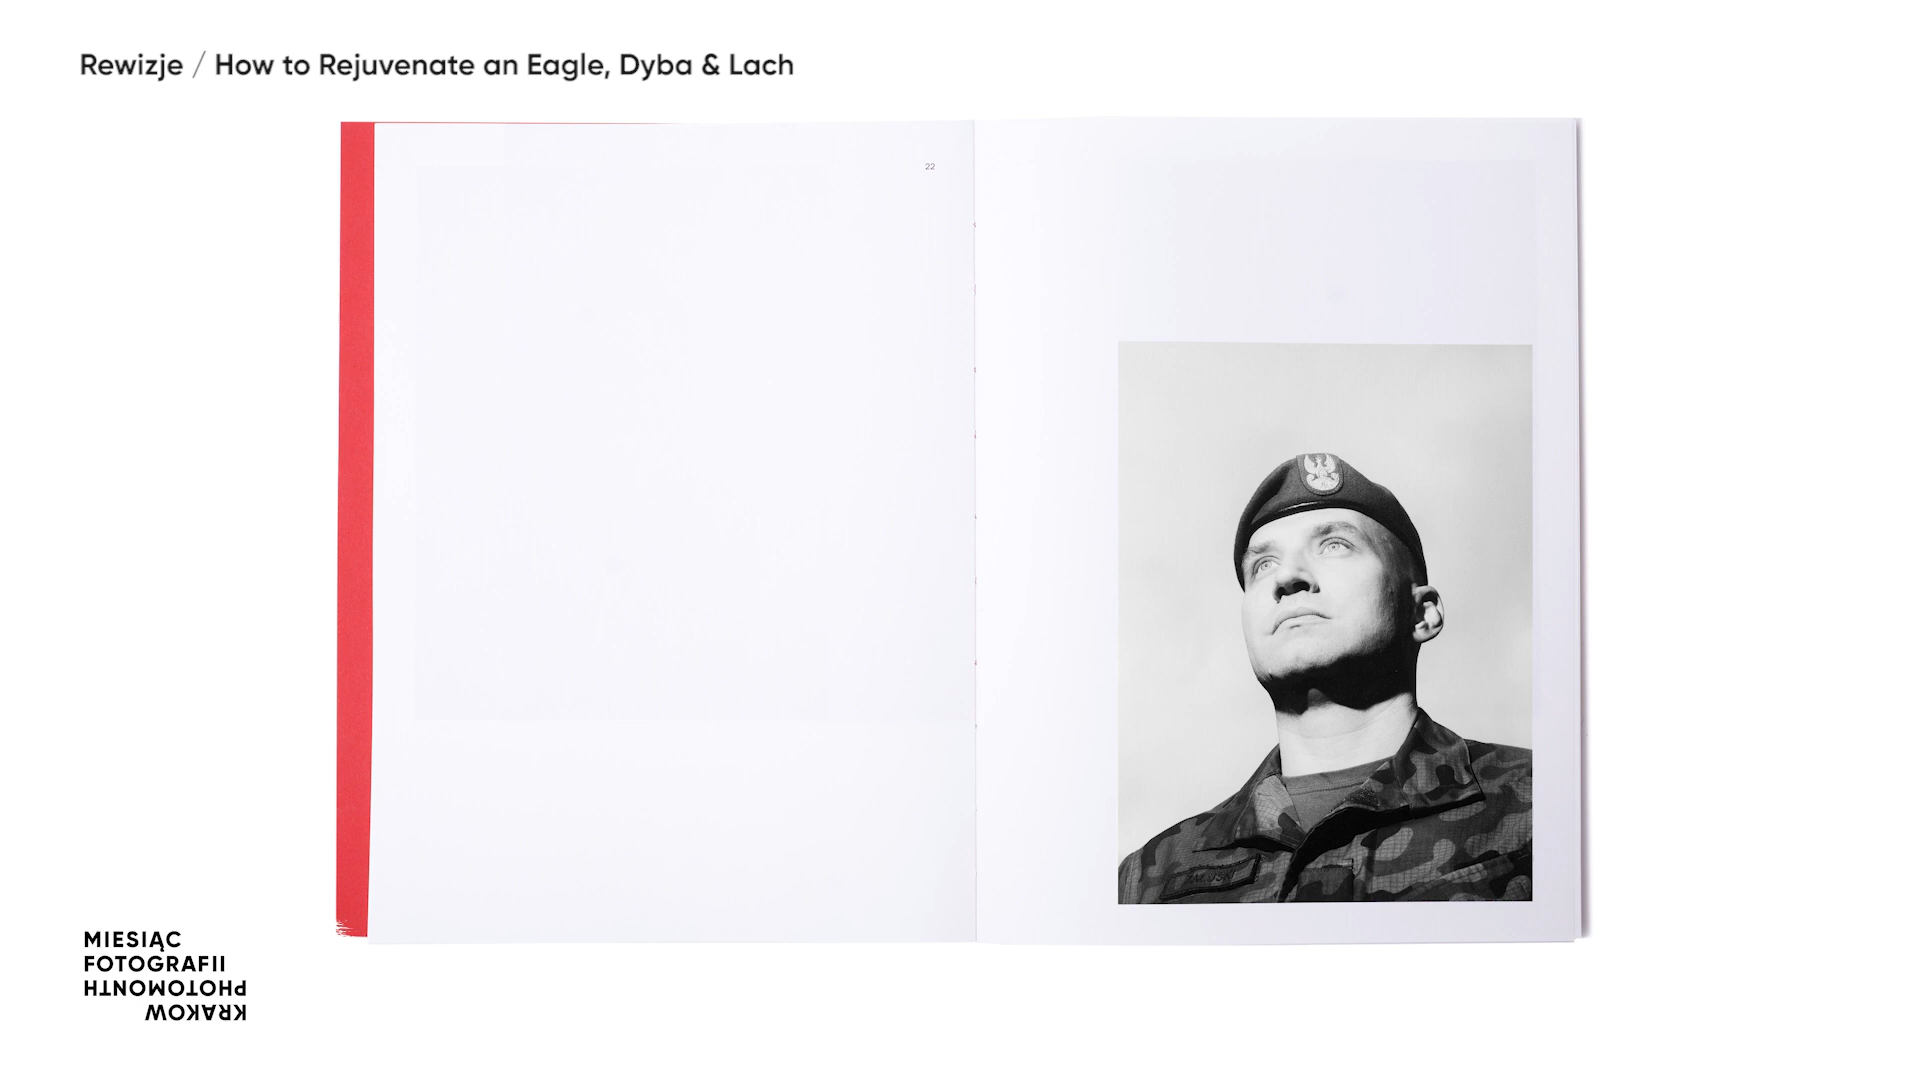 Rewizje / How to Rejuvenate an Eagle, Dyba & Lach
22
MIESIĄC
FOTOGRAFII
PHOTOMONTH
KRAKOW